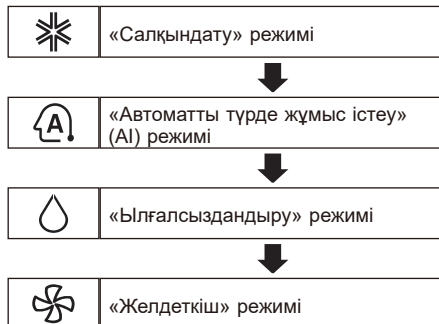 «Салқындату» режимі
A
«Автоматты түрде жұмыс істеу»
(AI) режимі
«Ылғалсыздандыру» режимі
«Желдеткіш» режимі